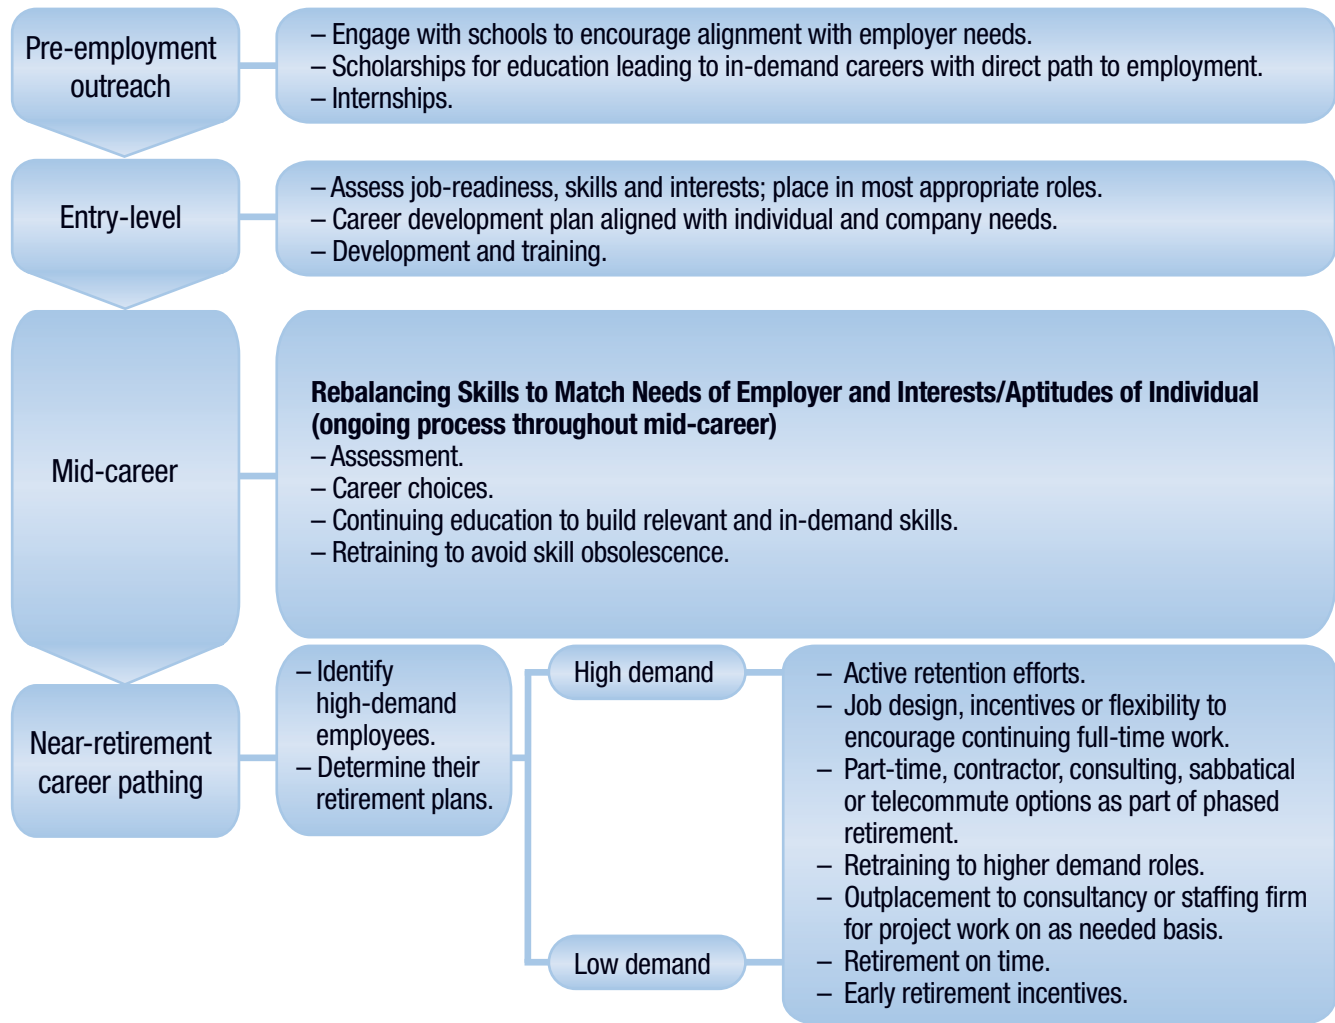 Pre-employment
outreach
– Engage with schools to encourage alignment with employer needs.
– Scholarships for education leading to in-demand careers with direct path to employment.
– Internships.
Entry-level
– Assess job-readiness, skills and interests; place in most appropriate roles.
– Career development plan aligned with individual and company needs.
– Development and training.
Mid-career
Rebalancing Skills to Match Needs of Employer and Interests/Aptitudes of Individual
(ongoing process throughout mid-career)
– Assessment.
– Career choices.
– Continuing education to build relevant and in-demand skills.
– Retraining to avoid skill obsolescence.
Near-retirement
career pathing
– Identify
high-demand
employees.
– Determine their
retirement plans.
High demand
Low demand
– Active retention efforts.
– Job design, incentives or flexibility to
encourage continuing full-time work.
– Part-time, contractor, consulting, sabbatical
or telecommute options as part of phased
retirement.
– Retraining to higher demand roles.
– Outplacement to consultancy or staffing firm
for project work on as needed basis.
– Retirement on time.
– Early retirement incentives.